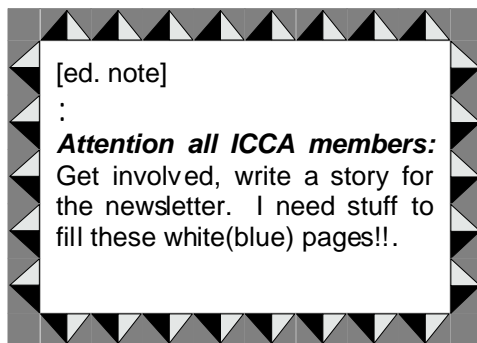 [ed. note]
:
Attention all ICCA members:
Get involved, write a story for
the newsletter. I need stuff to
fill these white(blue) pages!!.